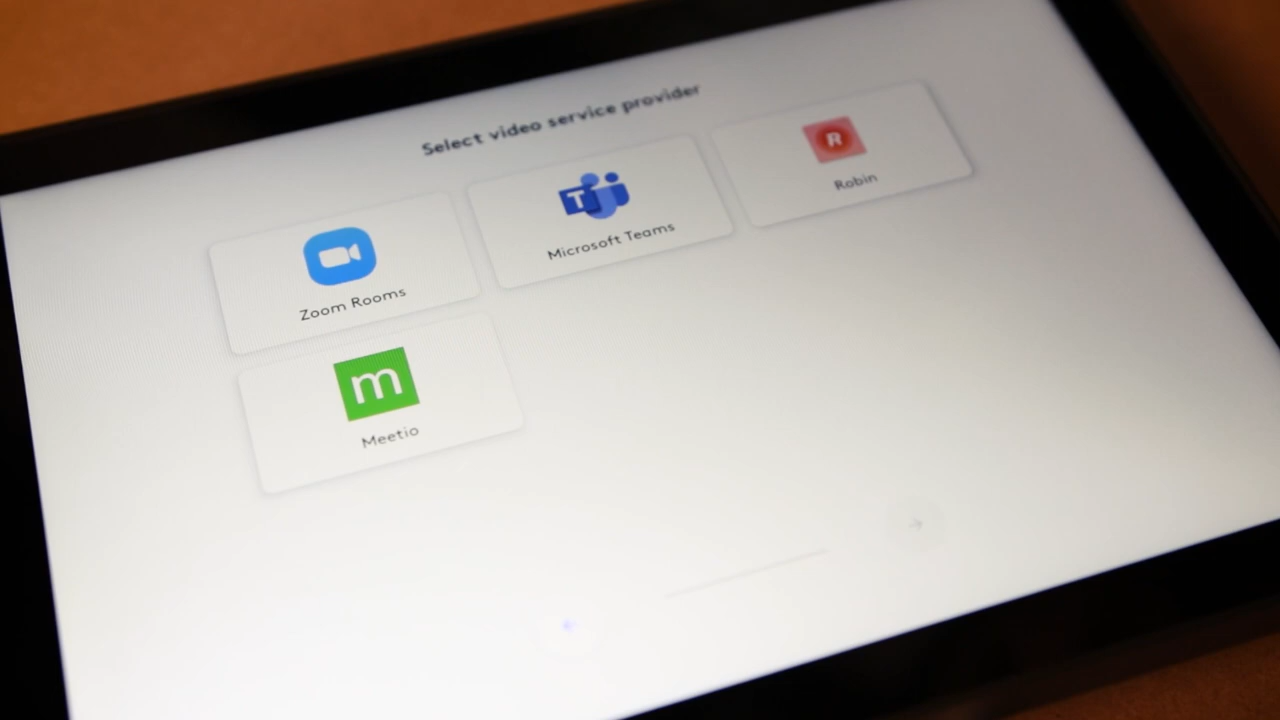 Select video service provider
Zoom Rooms
T
Microsoft Teams
R
Robin
m
Meetio